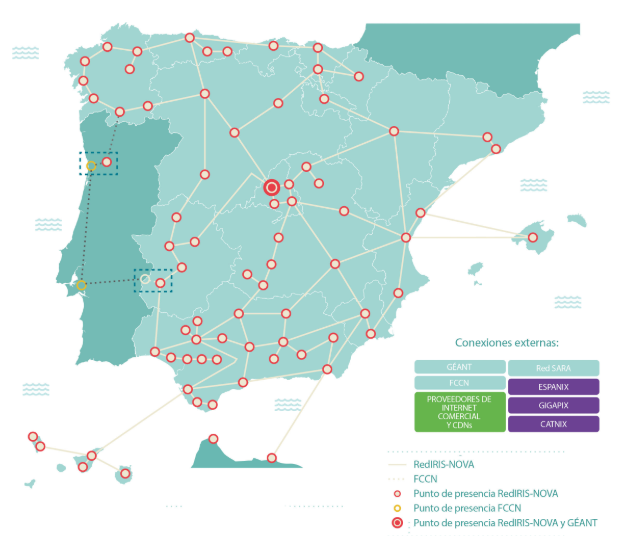 Conexiones externas:
GÉANT
Red SARA
FCCN
ESPANIX
PROVEEDORES DE
INTERNET
COMERCIAL
Y CDNs
GIGAPIX
CATNIX
RedIRIS-NOVA
FCCN
Punto de presencia RedIRIS-NOVA
Punto de presencia FCCN
Punto de presencia RedIRIS-NOVA y GÉANT